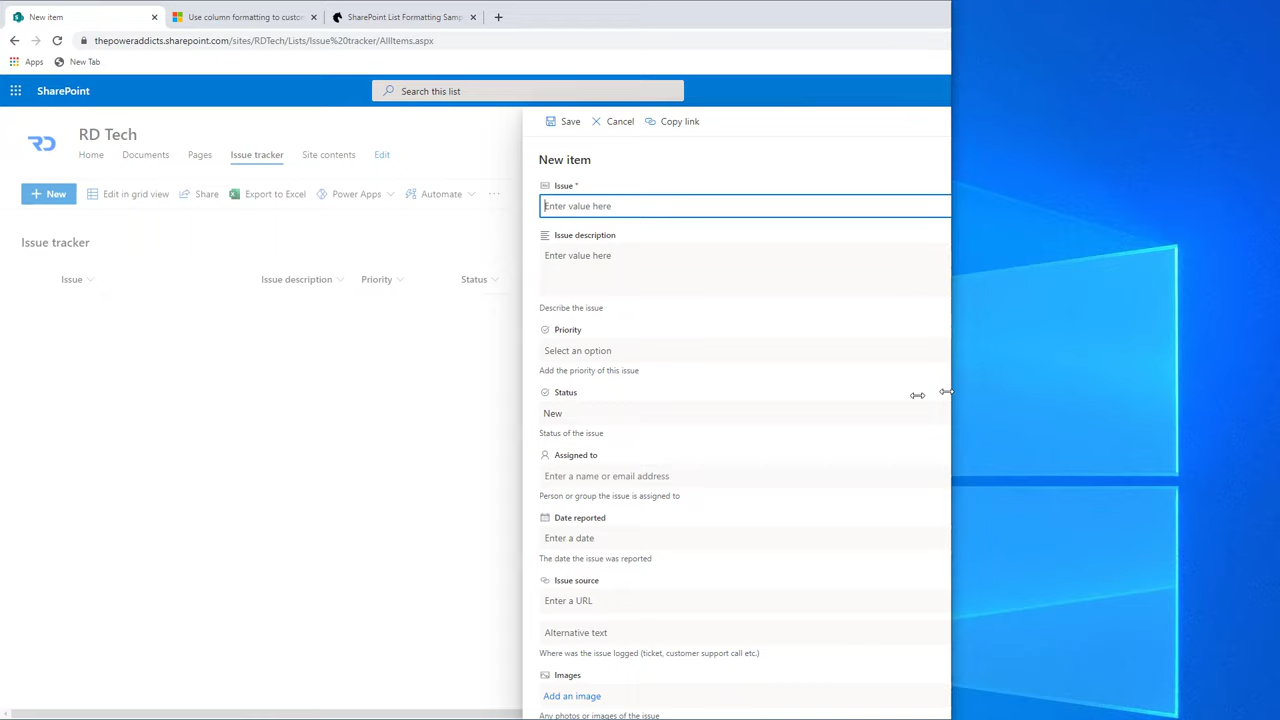 New item
Use column formatting to custom
SharePoint List Formatting Samp
thepoweraddicts.sharepoint.com/sites/RDTech/Lists/Issue%20tracker/AllItems.aspx
Apps
New Tab
SharePoint
Search this list
RD
RD Tech
Home
Documents
Pages
Issue tracker
Site contents
Edit
+ New
Edit in grid view
Share
Export to Excel
Power Apps
Automate
...
Issue tracker
Issue
Issue description
Priority
Status
Save
Cancel
Copy link
New item
Issue *
Enter value here
Issue description
Enter value here
Describe the issue
Priority
Select an option
Add the priority of this issue
Status
New
Status of the issue
Assigned to
Enter a name or email address
Person or group the issue is assigned to
Date reported
Enter a date
The date the issue was reported
Issue source
Enter a URL
Alternative text
Where was the issue logged (ticket, customer support call etc.)
Images
Add an image
Any photos or images of the issue